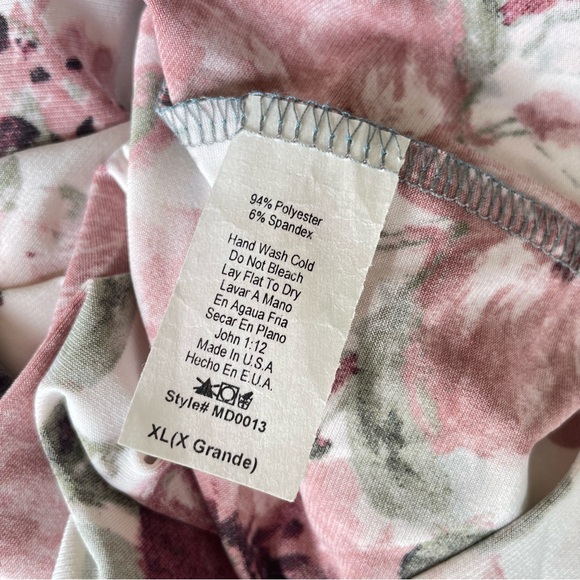 94% Polyester
6% Spandex
Hand Wash Cold
Do Not Bleach
Lay Flat To Dry
Lavar A Mano
En Agaua Fria
Secar En Plano
John 1:12
Made In U.S.A
Hecho En E.U.A.
Style# MD0013
XL(X Grande)